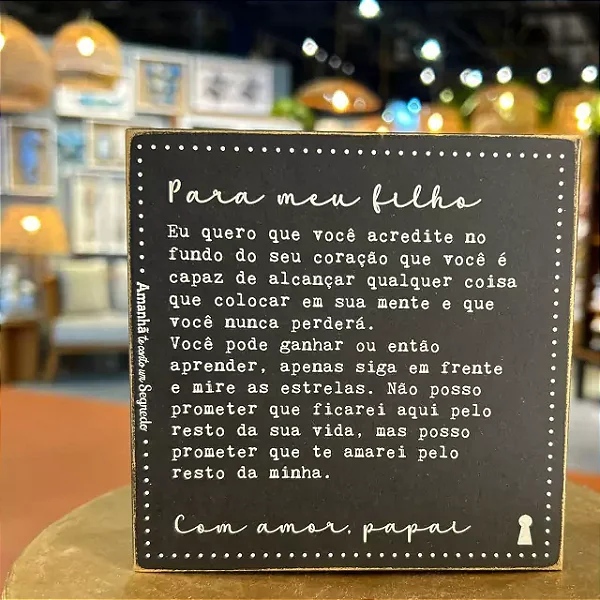 Para meu filho
Eu quero que você acredite no
fundo do seu coração que você é
capaz de alcançar qualquer coisa
que colocar em sua mente e que
você nunca perderá.
Você pode ganhar ou então
aprender, apenas siga em frente
e mire as estrelas. Não posso
prometer que ficarei aqui pelo
resto da sua vida, mas posso
prometer que te amarei pelo
resto da minha.
Com amor, papai
Amanhã te conto um Segredo